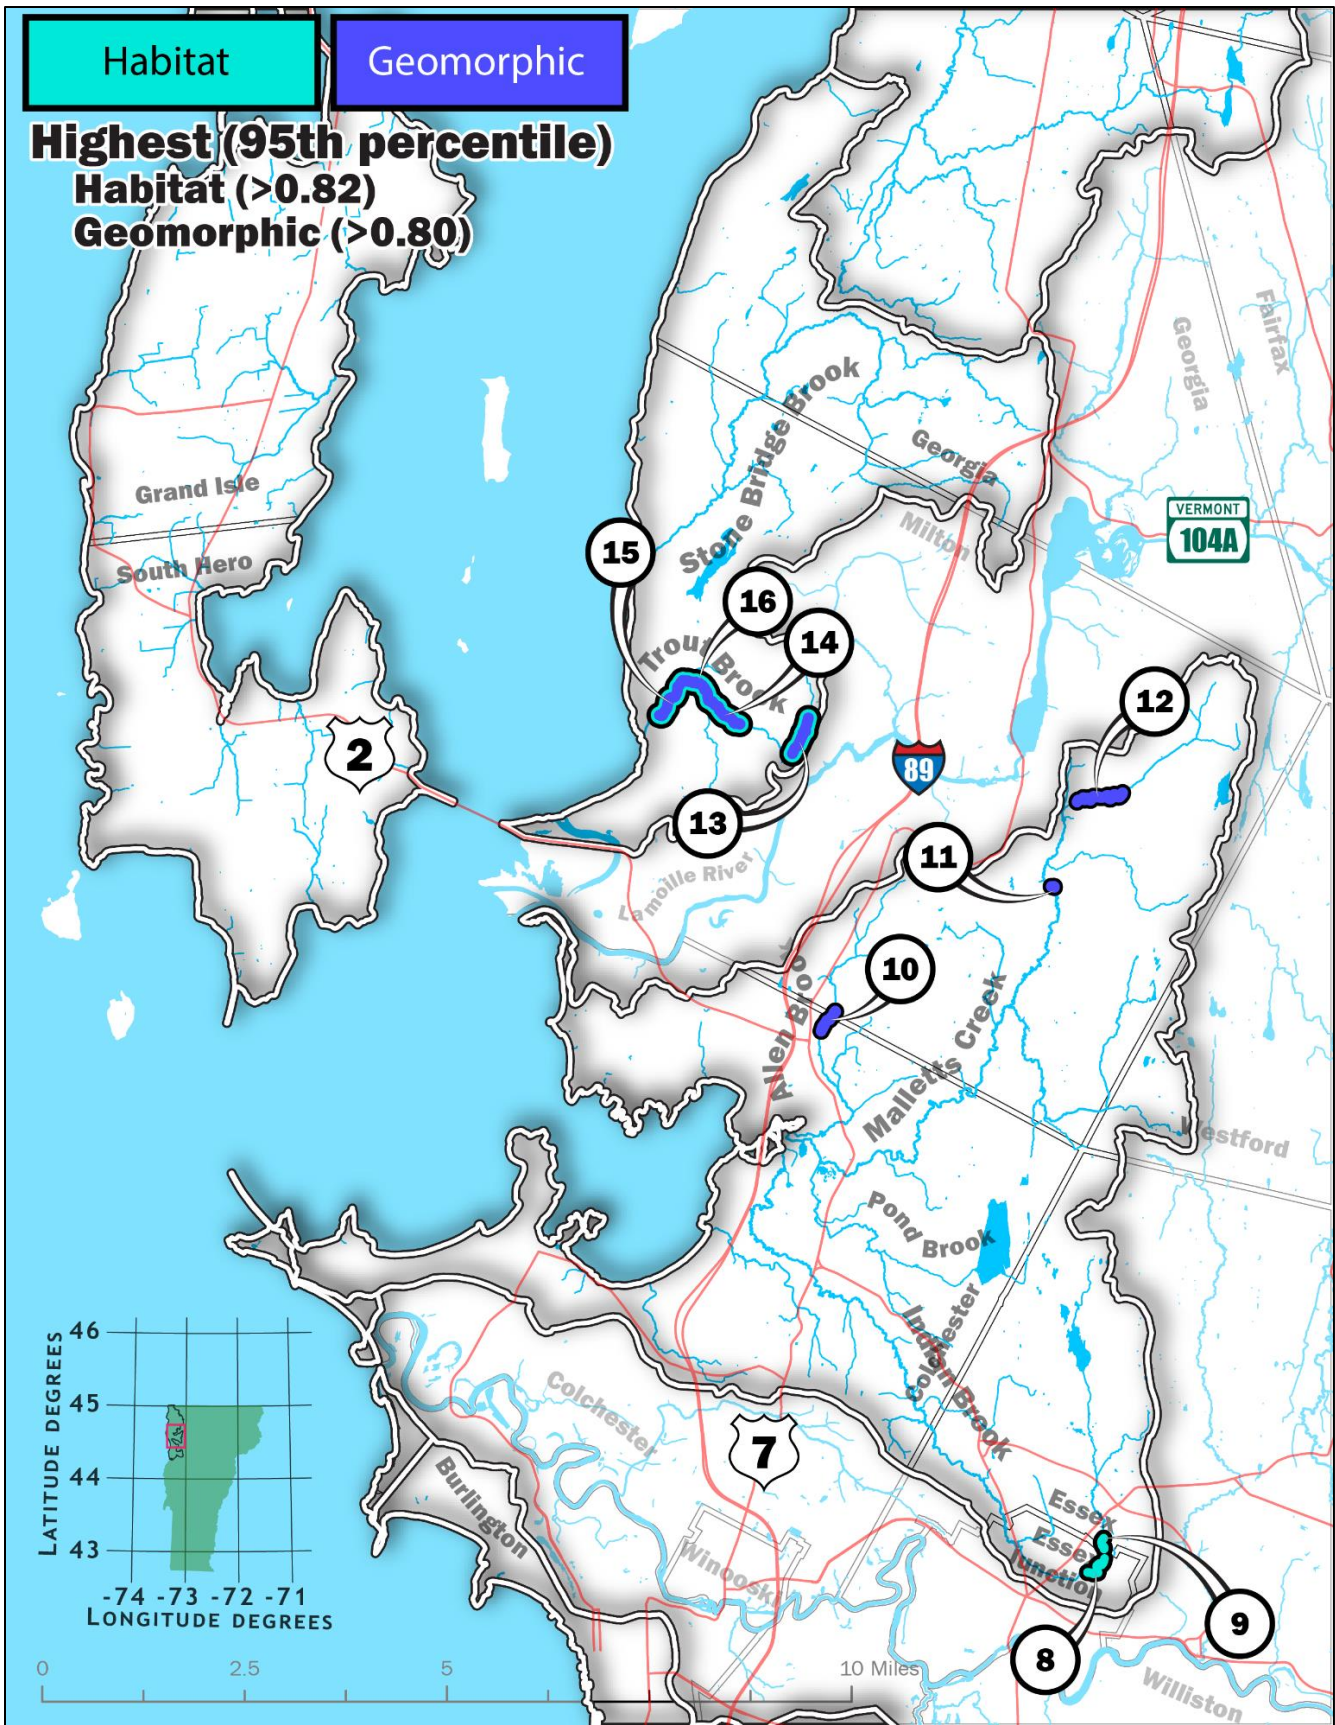 Habitat
Geomorphic
Highest (95th percentile)
Habitat (>0.82)
Geomorphic (>0.80)
Fairfax
Georgia
Stone Bridge Brook
Georgia
Grand Isle
VERMONT
104A
Milton
15
South Hero
16
14
Trout Brook
12
2
89
13
11
Lamoille River
10
Allen Brook
Malletts Creek
Westford
Pond Brook
Indian Brook
Colchester
46
45
44
43
LATITUDE DEGREES
-74 -73 -72 -71
LONGITUDE DEGREES
Colchester
7
Burlington
Essex
Essex
Junction
Winooski
9
8
Williston
0 2.5 5 10 Miles